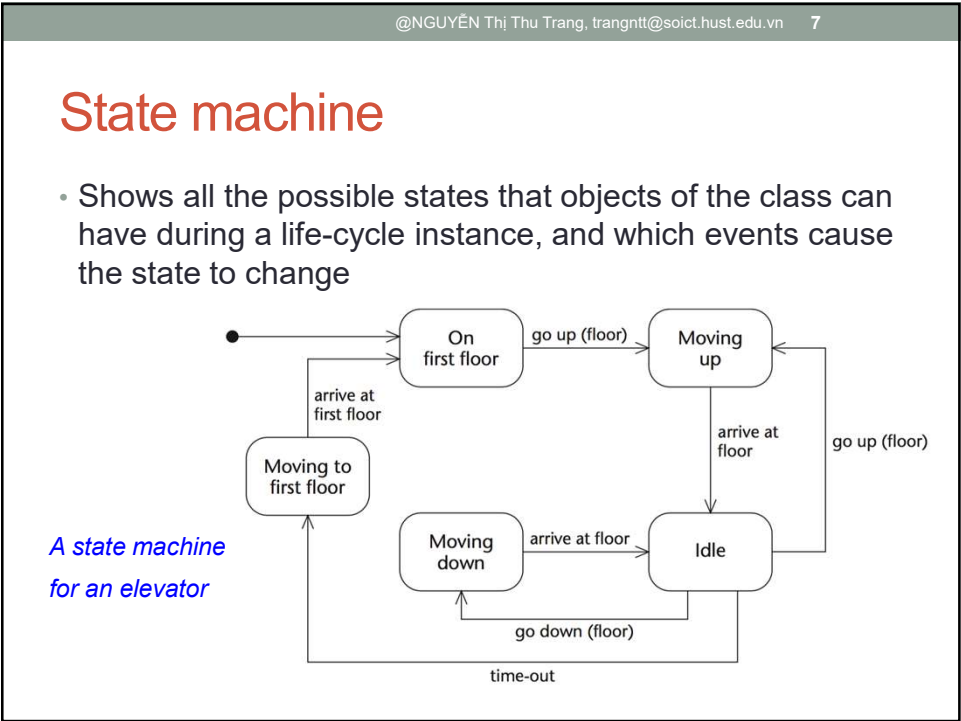 @NGUYỄN Thị Thu Trang, trangntt@soict.hust.edu.vn 7
State machine
• Shows all the possible states that objects of the class can
have during a life-cycle instance, and which events cause
the state to change
On
first floor
go up (floor)
Moving
up
arrive at
first floor
arrive at
floor
go up (floor)
Moving to
first floor
A state machine
for an elevator
Moving
down
arrive at floor
Idle
go down (floor)
time-out